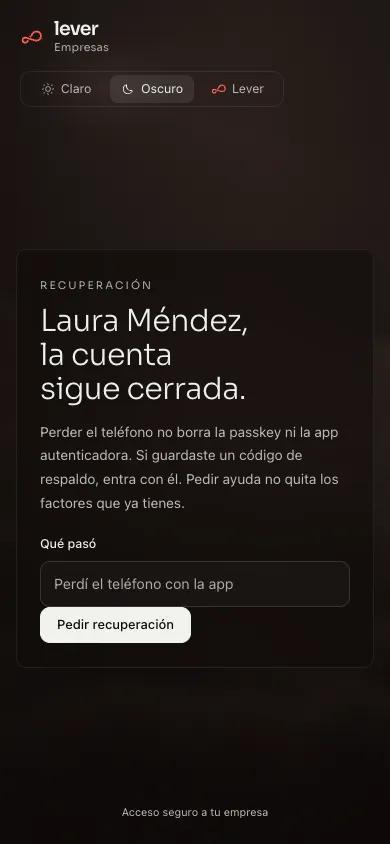 lever
Empresas
Claro
Oscuro
Lever
RECUPERACIÓN
Laura Méndez,
la cuenta
sigue cerrada.
Perder el teléfono no borra la passkey ni la app
autenticadora. Si guardaste un código de
respaldo, entra con él. Pedir ayuda no quita los
factores que ya tienes.
Qué pasó
Perdí el teléfono con la app
Pedir recuperación
Acceso seguro a tu empresa